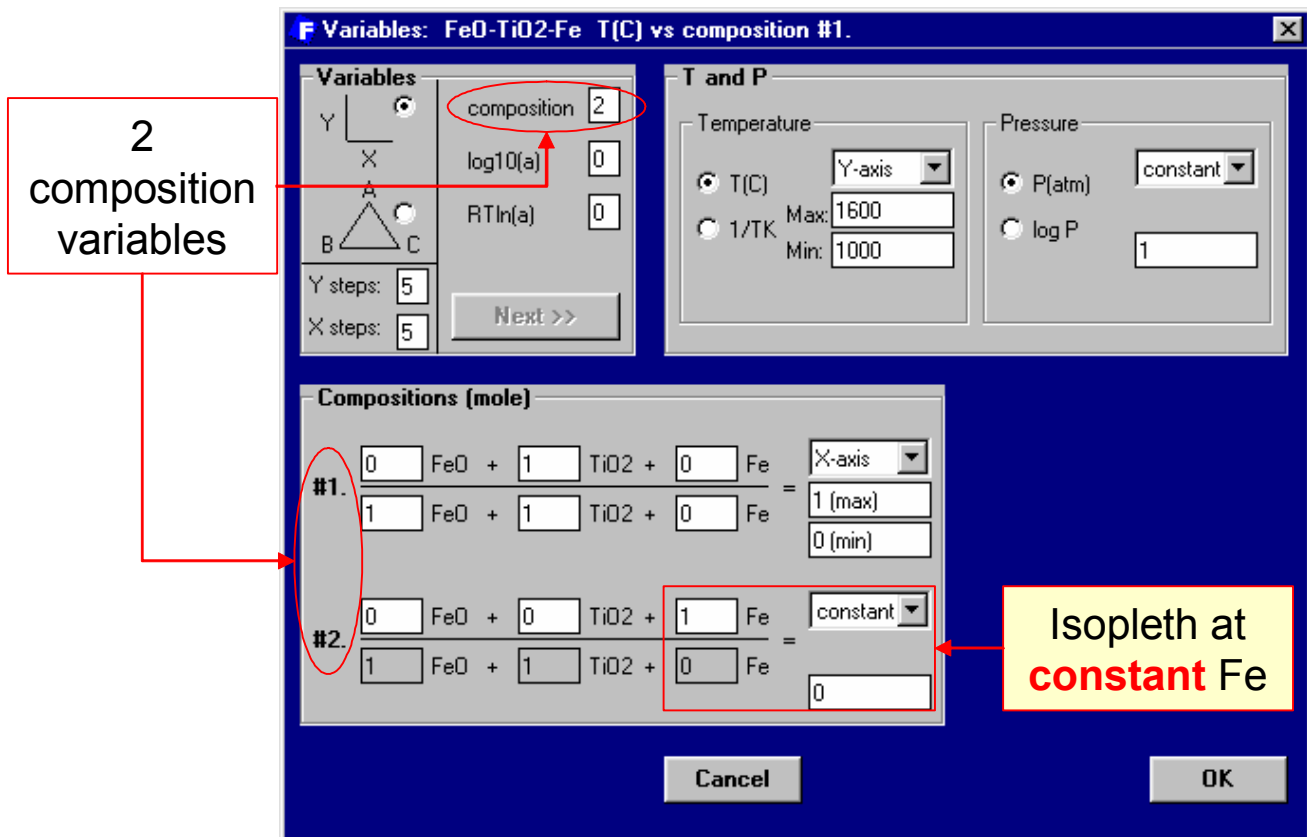 F Variables: FeO-TiO2-Fe T(C) vs composition #1.
2
composition
variables
Variables
Y
X
A
B C
composition 2
log10(a) 0
RTln(a) 0
Y steps: 5
X steps: 5
Next >>
T and P
Temperature
T(C) Y-axis
1/TK
Max: 1600
Min: 1000
Pressure
P(atm) constant
log P
1
Compositions (mole)
#1.
0 FeO + 1 TiO2 + 0 Fe
1 FeO + 1 TiO2 + 0 Fe
=
X-axis
1 (max)
0 (min)
#2.
0 FeO + 0 TiO2 + 1 Fe
1 FeO + 1 TiO2 + 0 Fe
=
constant
0
Isopleth at
constant Fe
Cancel
OK